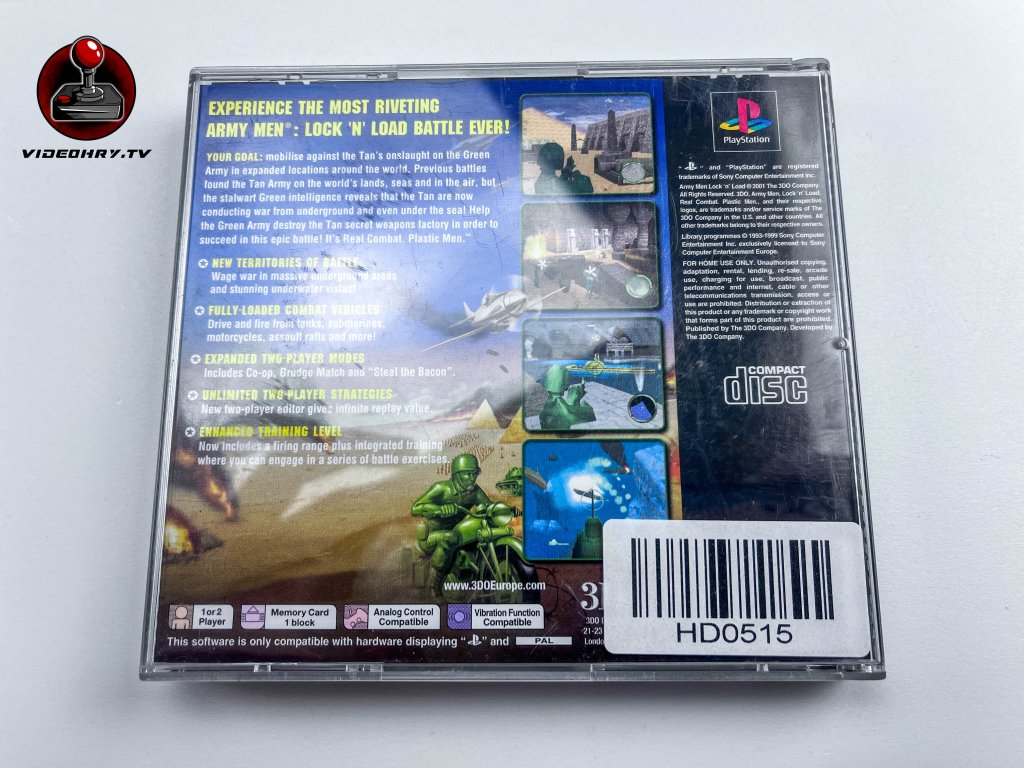 VIDEOHRY.TV
EXPERIENCE THE MOST RIVETING
ARMY MEN®: LOCK 'N' LOAD BATTLE EVER!
YOUR GOAL: mobilise against the Tan's onslaught on the Green
Army in expanded locations around the world. Previous battles
found the Tan Army on the world's lands, seas and in the air, but
the stalwart Green intelligence reveals that the Tan are now
conducting war from underground and even under the sea! Help
the Green Army destroy the Tan secret weapons factory in order to
succeed in this epic battle! It's Real Combat. Plastic Men.™
NEW TERRITORIES OF BATTLE
Wage war in massive underground areas
and stunning underwater vistas!
FULLY-LOADED COMBAT VEHICLES
Drive and fire from tanks, submarines,
motorcycles, assault rafts and more!
EXPANDED TWO-PLAYER MODES
Includes Co-op, Grudge Match and "Steal the Bacon".
UNLIMITED TWO-PLAYER STRATEGIES
New two-player editor gives infinite replay value.
ENHANCED TRAINING LEVEL
Now includes a firing range plus integrated training
where you can engage in a series of battle exercises.
PlayStation
" " and "PlayStation" are registered
trademarks of Sony Computer Entertainment Inc.
Army Men Lock 'n' Load © 2001 The 3DO Company.
All Rights Reserved. 3DO, Army Men, Lock 'n' Load,
Real Combat. Plastic Men., and their respective
logos, are trademarks and/or service marks of The
3DO Company in the U.S. and other countries. All
other trademarks belong to their respective owners.
Library programmes © 1993-1999 Sony Computer
Entertainment Inc. exclusively licensed to Sony
Computer Entertainment Europe.
FOR HOME USE ONLY. Unauthorised copying,
adaptation, rental, lending, re-sale, arcade
use, charging for use, broadcast, public
performance and internet, cable or other
telecommunications transmission, access or
use are prohibited. Distribution or extraction of
this product or any trademark or copyright work
that forms part of this product are prohibited.
Published by The 3DO Company. Developed by
The 3DO Company.
COMPACT
disc
www.3DOEurope.com
3DO
21-23
1 or 2
Player
Memory Card
1 block
Analog Control
Compatible
Vibration Function
Compatible
This software is only compatible with hardware displaying " " and PAL
HD0515